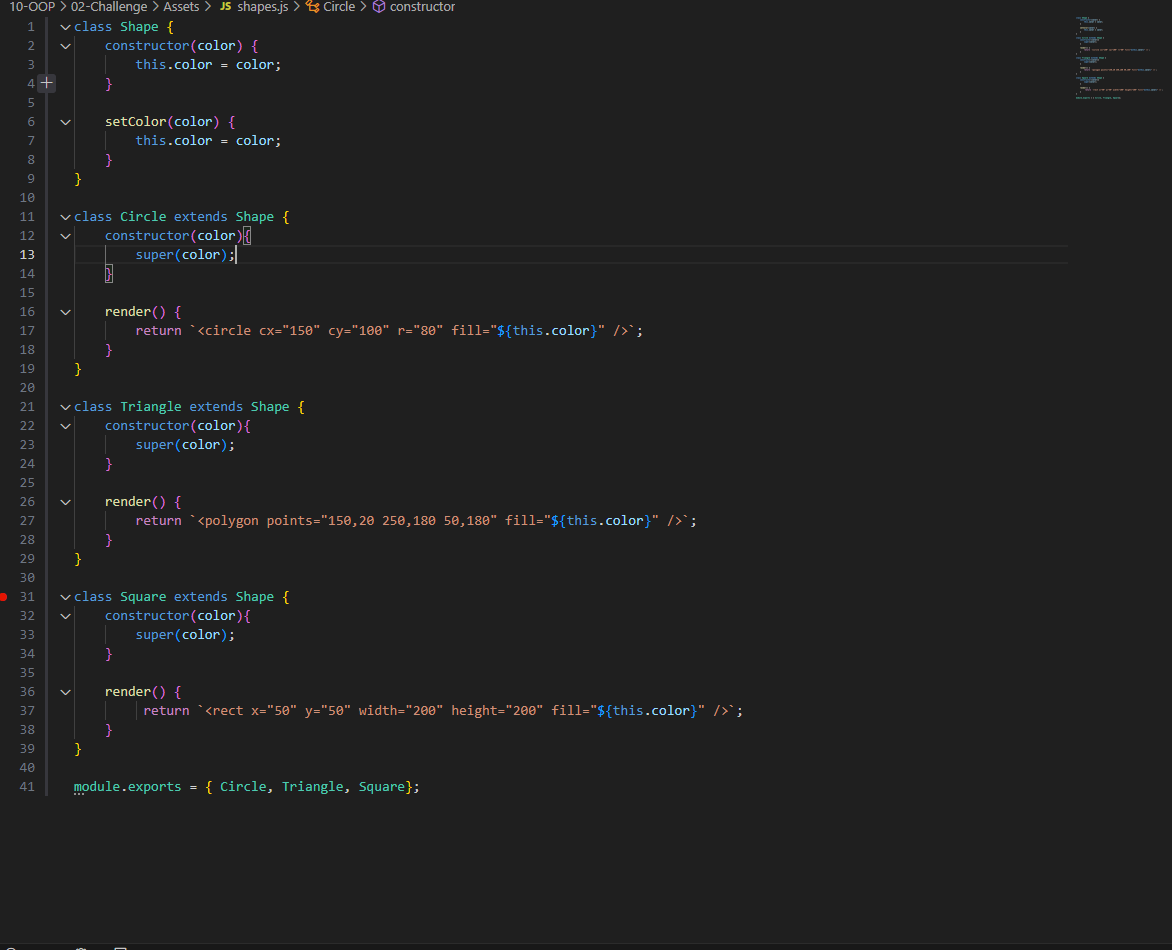 10-OOP > 02-Challenge > Assets > JS shapes.js > Circle > constructor
1 class Shape {
2 constructor(color) {
3 this.color = color;
4 }
5
6 setColor(color) {
7 this.color = color;
8 }
9 }
10
11 class Circle extends Shape {
12 constructor(color){
13 super(color);
14 }
15
16 render() {
17 return `<circle cx="150" cy="100" r="80" fill="${this.color}" />`;
18 }
19 }
20
21 class Triangle extends Shape {
22 constructor(color){
23 super(color);
24 }
25
26 render() {
27 return `<polygon points="150,20 250,180 50,180" fill="${this.color}" />`;
28 }
29 }
30
31 class Square extends Shape {
32 constructor(color){
33 super(color);
34 }
35
36 render() {
37 return `<rect x="50" y="50" width="200" height="200" fill="${this.color}" />`;
38 }
39 }
40
41 module.exports = { Circle, Triangle, Square};